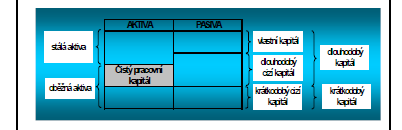 AKTIVA PASIVA
stálá aktiva
vlastní kapitál
dlouhodobý
kapitál
dlouhodobý
cizí kapitál
Čistý pracovní
kapitál
oběžná aktiva
krátkodobý cizí
kapitál
krátkodobý
kapitál